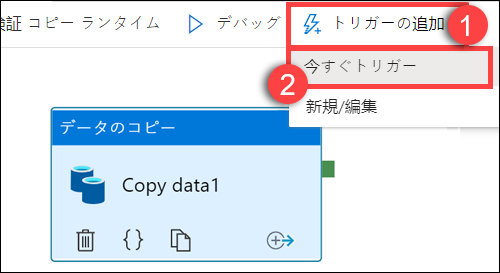 検証 コピー ランタイム デバッグ トリガーの追加 1
2 今すぐトリガー
新規/編集
データのコピー
Copy data1
{}